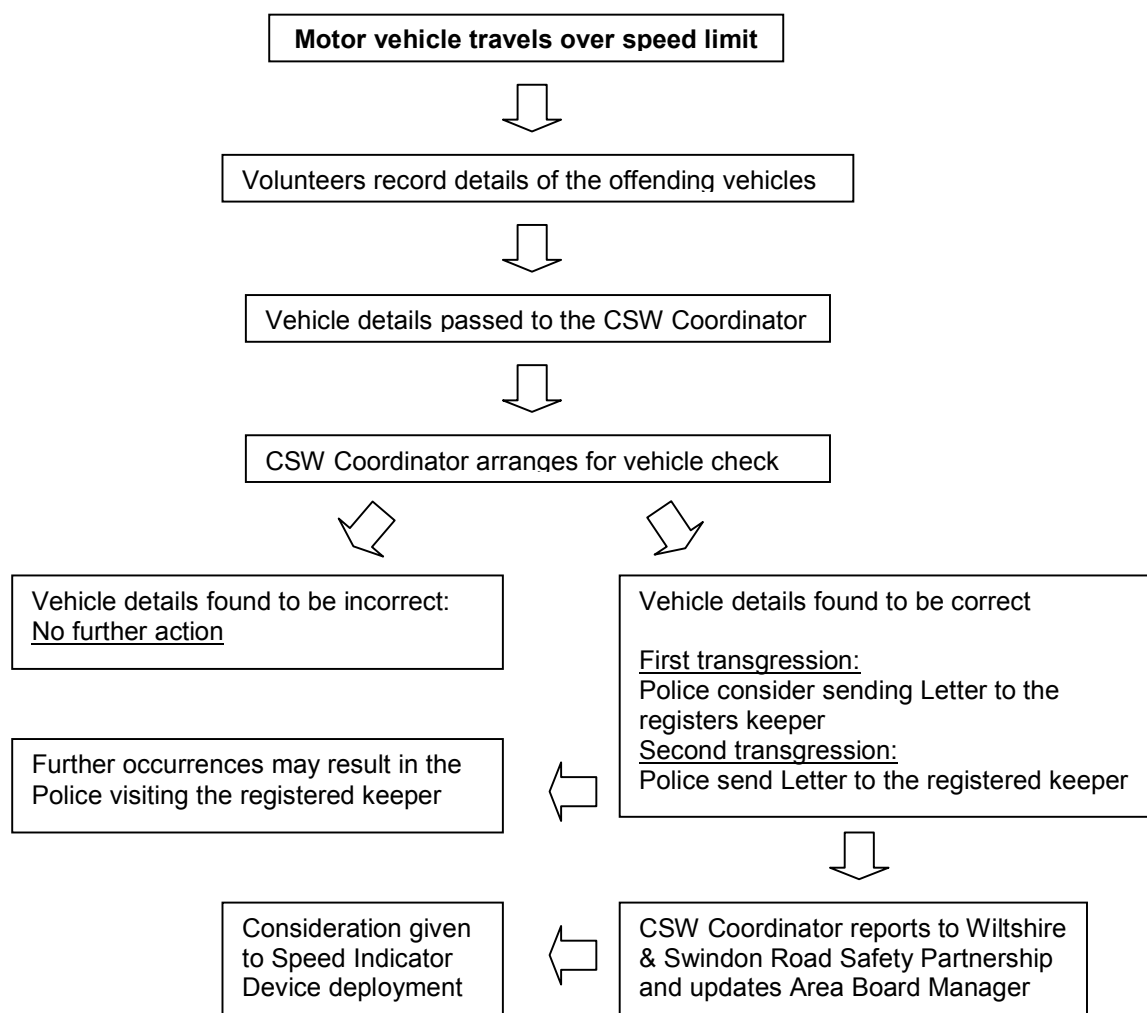 Motor vehicle travels over speed limit
Volunteers record details of the offending vehicles
Vehicle details passed to the CSW Coordinator
CSW Coordinator arranges for vehicle check
Vehicle details found to be incorrect:
No further action
Vehicle details found to be correct
First transgression:
Police consider sending Letter to the
registers keeper
Second transgression:
Police send Letter to the registered keeper
Further occurrences may result in the
Police visiting the registered keeper
CSW Coordinator reports to Wiltshire
& Swindon Road Safety Partnership
and updates Area Board Manager
Consideration given
to Speed Indicator
Device deployment